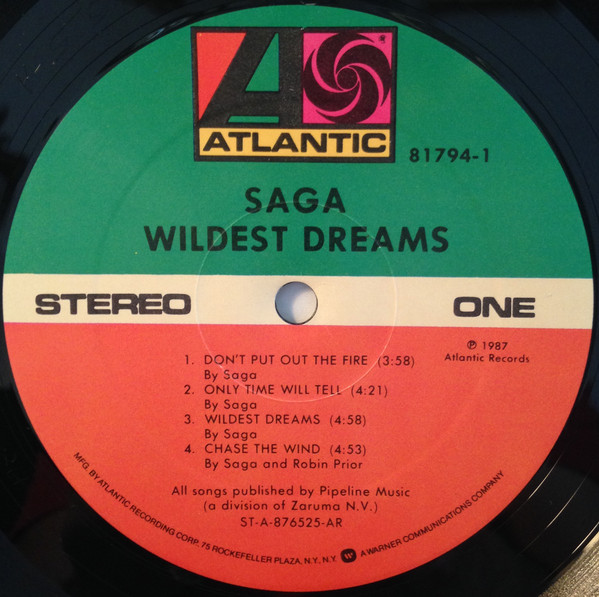 ATLANTIC
81794-1
SAGA
WILDEST DREAMS
STEREO
ONE
℗ 1987
Atlantic Records
1. DON'T PUT OUT THE FIRE (3:58)
By Saga
2. ONLY TIME WILL TELL (4:21)
By Saga
3. WILDEST DREAMS (4:58)
By Saga
4. CHASE THE WIND (4:53)
By Saga and Robin Prior
All songs published by Pipeline Music
(a division of Zaruma N.V.)
ST-A-876525-AR
MFG. BY ATLANTIC RECORDING CORP. 75 ROCKEFELLER PLAZA, N.Y. N.Y. W A WARNER COMMUNICATIONS COMPANY